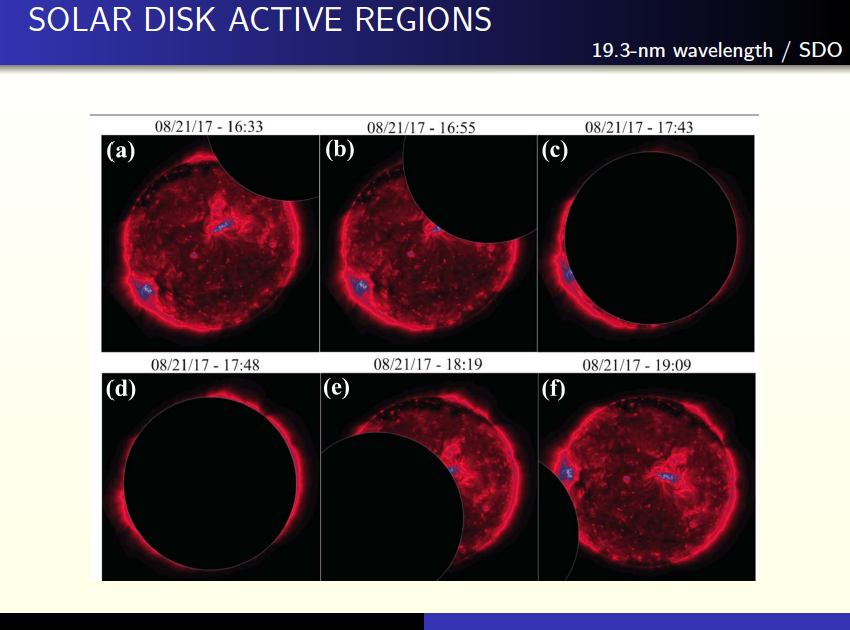 SOLAR DISK ACTIVE REGIONS
19.3-nm wavelength / SDO
08/21/17 - 16:33
08/21/17 - 16:55
08/21/17 - 17:43
(a)
(b)
(c)
08/21/17 - 17:48
08/21/17 - 18:19
08/21/17 - 19:09
(d)
(e)
(f)